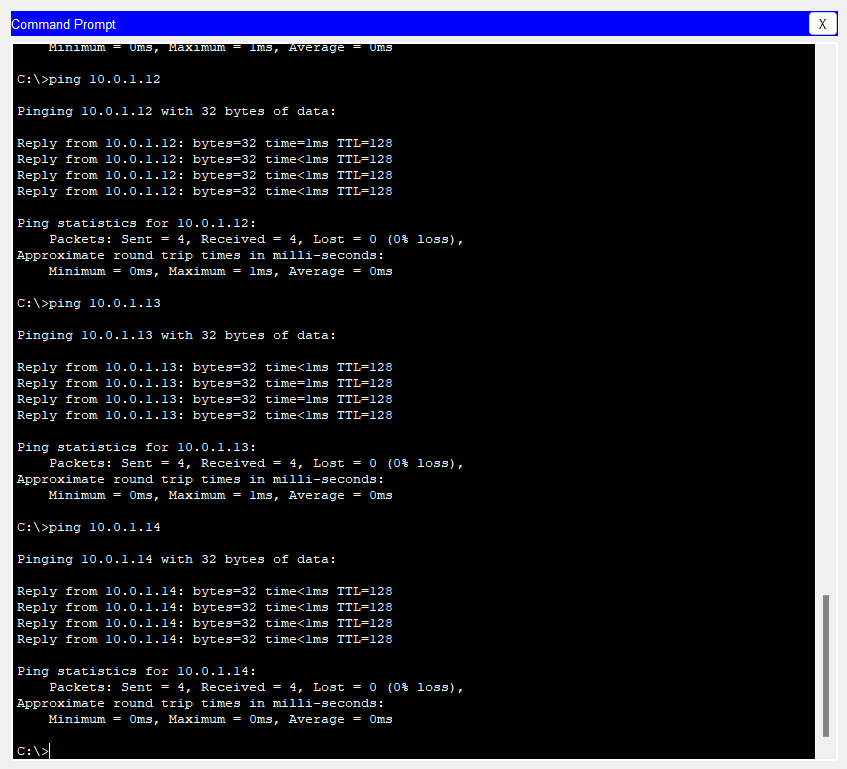 Command Prompt
X
Minimum = 0ms, Maximum = 1ms, Average = 0ms
C:\>ping 10.0.1.12
Pinging 10.0.1.12 with 32 bytes of data:
Reply from 10.0.1.12: bytes=32 time=1ms TTL=128
Reply from 10.0.1.12: bytes=32 time<1ms TTL=128
Reply from 10.0.1.12: bytes=32 time<1ms TTL=128
Reply from 10.0.1.12: bytes=32 time<1ms TTL=128
Ping statistics for 10.0.1.12:
Packets: Sent = 4, Received = 4, Lost = 0 (0% loss),
Approximate round trip times in milli-seconds:
Minimum = 0ms, Maximum = 1ms, Average = 0ms
C:\>ping 10.0.1.13
Pinging 10.0.1.13 with 32 bytes of data:
Reply from 10.0.1.13: bytes=32 time<1ms TTL=128
Reply from 10.0.1.13: bytes=32 time=1ms TTL=128
Reply from 10.0.1.13: bytes=32 time=1ms TTL=128
Reply from 10.0.1.13: bytes=32 time<1ms TTL=128
Ping statistics for 10.0.1.13:
Packets: Sent = 4, Received = 4, Lost = 0 (0% loss),
Approximate round trip times in milli-seconds:
Minimum = 0ms, Maximum = 1ms, Average = 0ms
C:\>ping 10.0.1.14
Pinging 10.0.1.14 with 32 bytes of data:
Reply from 10.0.1.14: bytes=32 time<1ms TTL=128
Reply from 10.0.1.14: bytes=32 time<1ms TTL=128
Reply from 10.0.1.14: bytes=32 time<1ms TTL=128
Reply from 10.0.1.14: bytes=32 time<1ms TTL=128
Ping statistics for 10.0.1.14:
Packets: Sent = 4, Received = 4, Lost = 0 (0% loss),
Approximate round trip times in milli-seconds:
Minimum = 0ms, Maximum = 0ms, Average = 0ms
C:\>